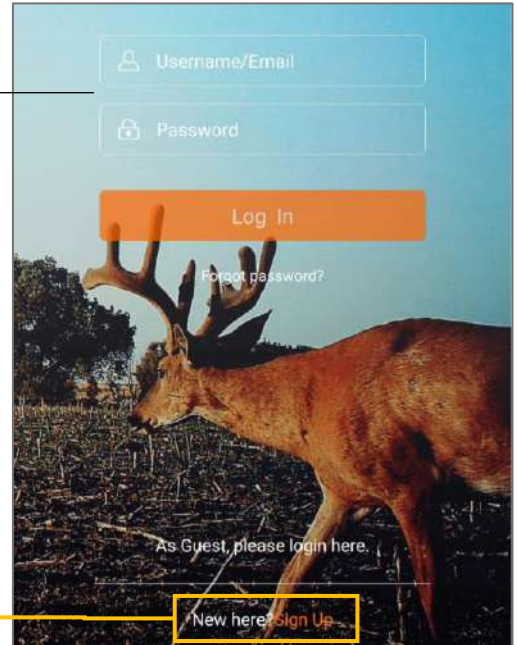 Username/Email
Password
Log In
Forgot password?
As Guest, please login here.
New here?Sign Up